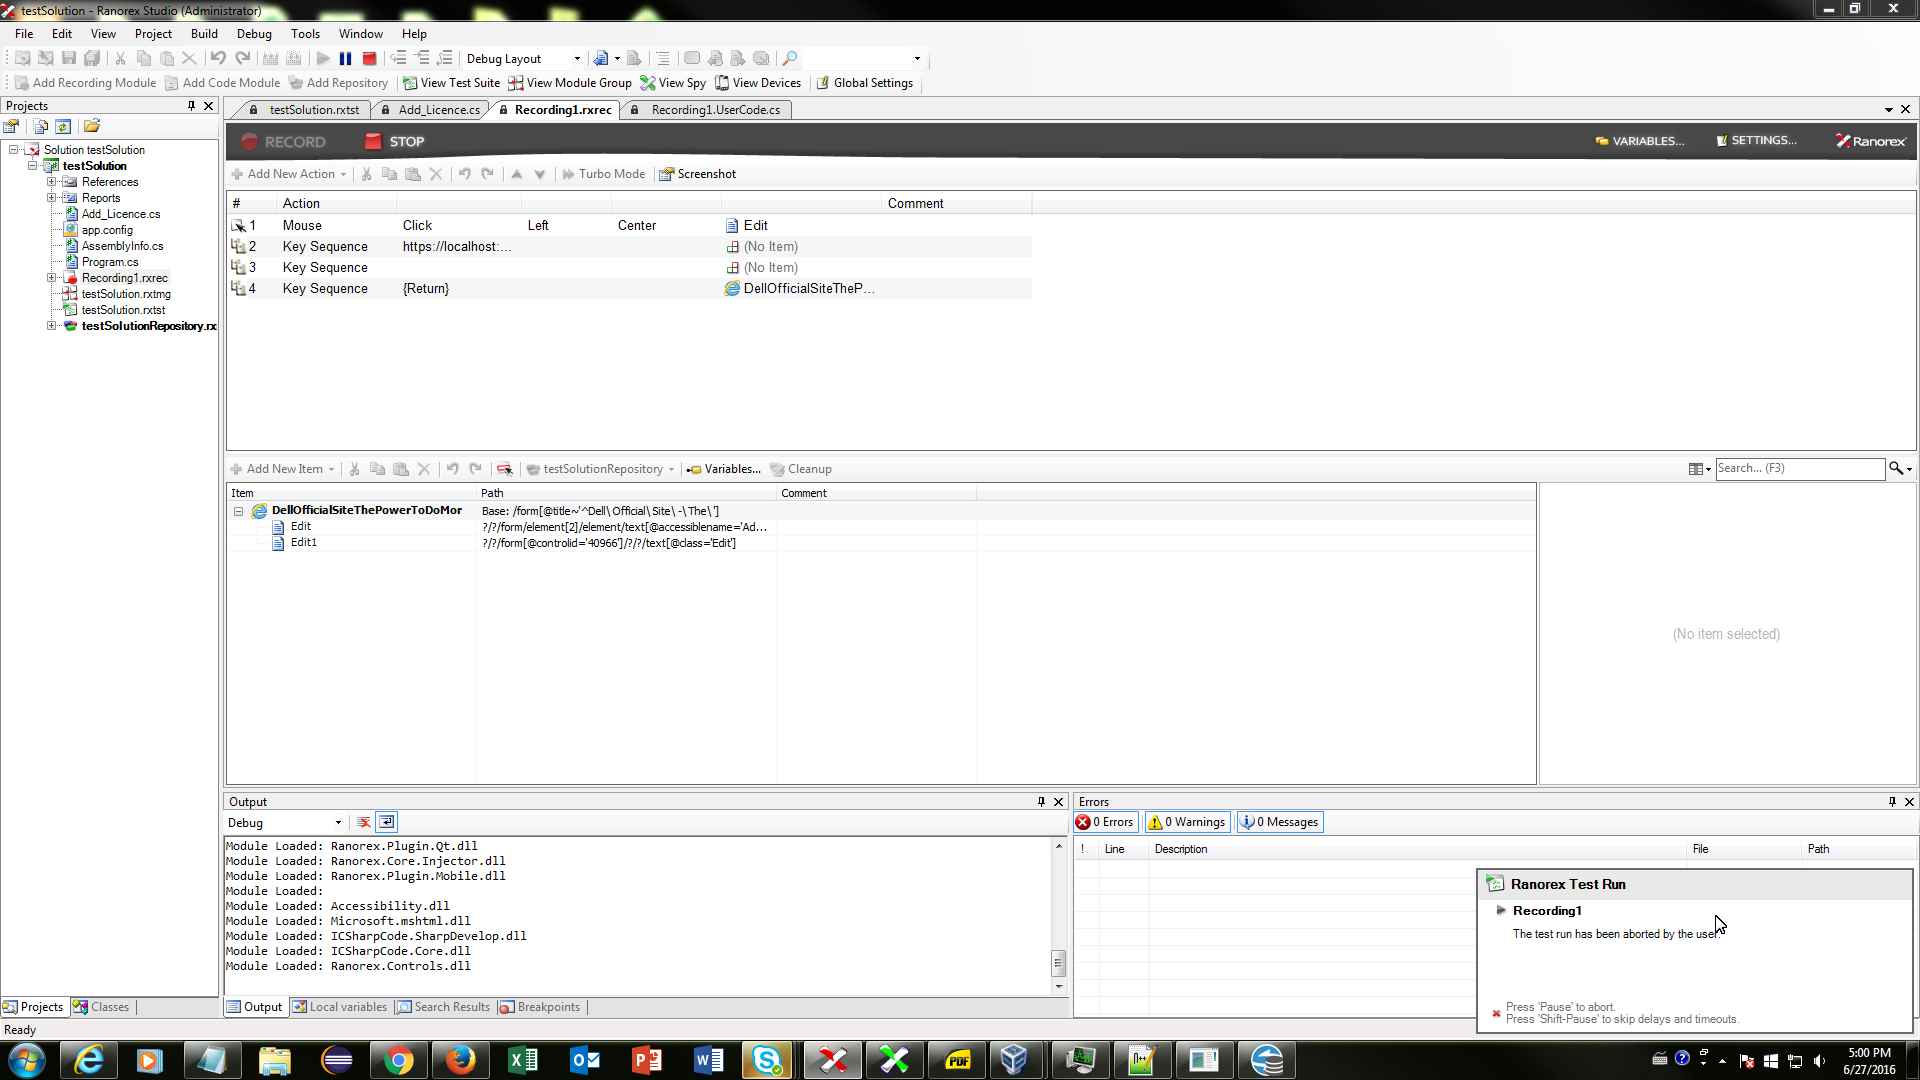 testSolution - Ranorex Studio (Administrator)
File Edit View Project Build Debug Tools Window Help
Debug Layout
Add Recording Module Add Code Module Add Repository View Test Suite View Module Group View Spy View Devices Global Settings
Projects
testSolution.rxtst Add_Licence.cs Recording1.rxrec Recording1.UserCode.cs
RECORD STOP VARIABLES... SETTINGS... Ranorex
Solution testSolution
testSolution
References
Reports
Add_Licence.cs
app.config
AssemblyInfo.cs
Program.cs
Recording1.rxrec
testSolution.rxtmg
testSolution.rxtst
testSolutionRepository.rx
Add New Action Turbo Mode Screenshot
# Action Comment
1 Mouse Click Left Center Edit
2 Key Sequence https://localhost:... (No Item)
3 Key Sequence (No Item)
4 Key Sequence {Return} DellOfficialSiteTheP...
Add New Item testSolutionRepository Variables... Cleanup Search... (F3)
Item Path Comment
DellOfficialSiteThePowerToDoMor Base: /form[@title~'^Dell\ Official\ Site\ -\ The\ ']
Edit ?/?/form/element[2]/element/text[@accessiblename='Ad...
Edit1 ?/?/form[@controlid='40966']/?/?/text[@class='Edit']
(No item selected)
Output
Debug
Module Loaded: Ranorex.Plugin.Qt.dll
Module Loaded: Ranorex.Core.Injector.dll
Module Loaded: Ranorex.Plugin.Mobile.dll
Module Loaded:
Module Loaded: Accessibility.dll
Module Loaded: Microsoft.mshtml.dll
Module Loaded: ICSharpCode.SharpDevelop.dll
Module Loaded: ICSharpCode.Core.dll
Module Loaded: Ranorex.Controls.dll
Errors
0 Errors 0 Warnings 0 Messages
! Line Description File Path
Ranorex Test Run
Recording1
The test run has been aborted by the user.
Press 'Pause' to abort.
Press 'Shift-Pause' to skip delays and timeouts.
Projects Classes Output Local variables Search Results Breakpoints
Ready
PDF
5:00 PM
6/27/2016